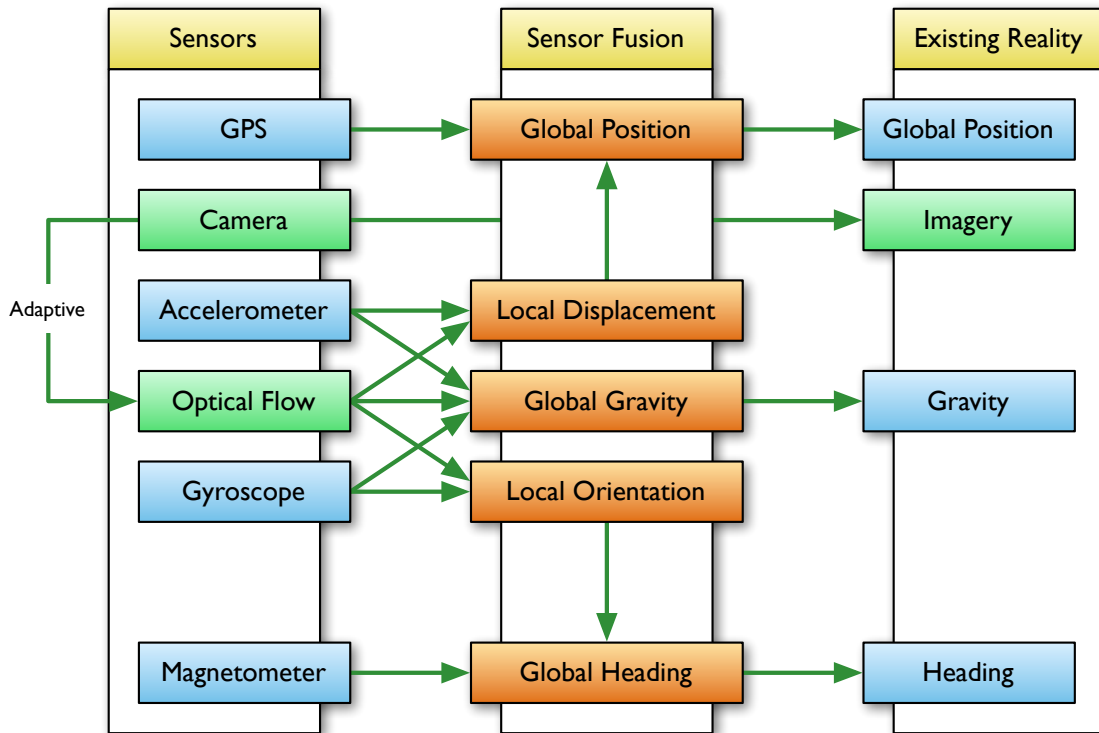 Sensors
Sensor Fusion
Existing Reality
GPS
Global Position
Global Position
Camera
Imagery
Adaptive
Accelerometer
Local Displacement
Optical Flow
Global Gravity
Gravity
Gyroscope
Local Orientation
Magnetometer
Global Heading
Heading